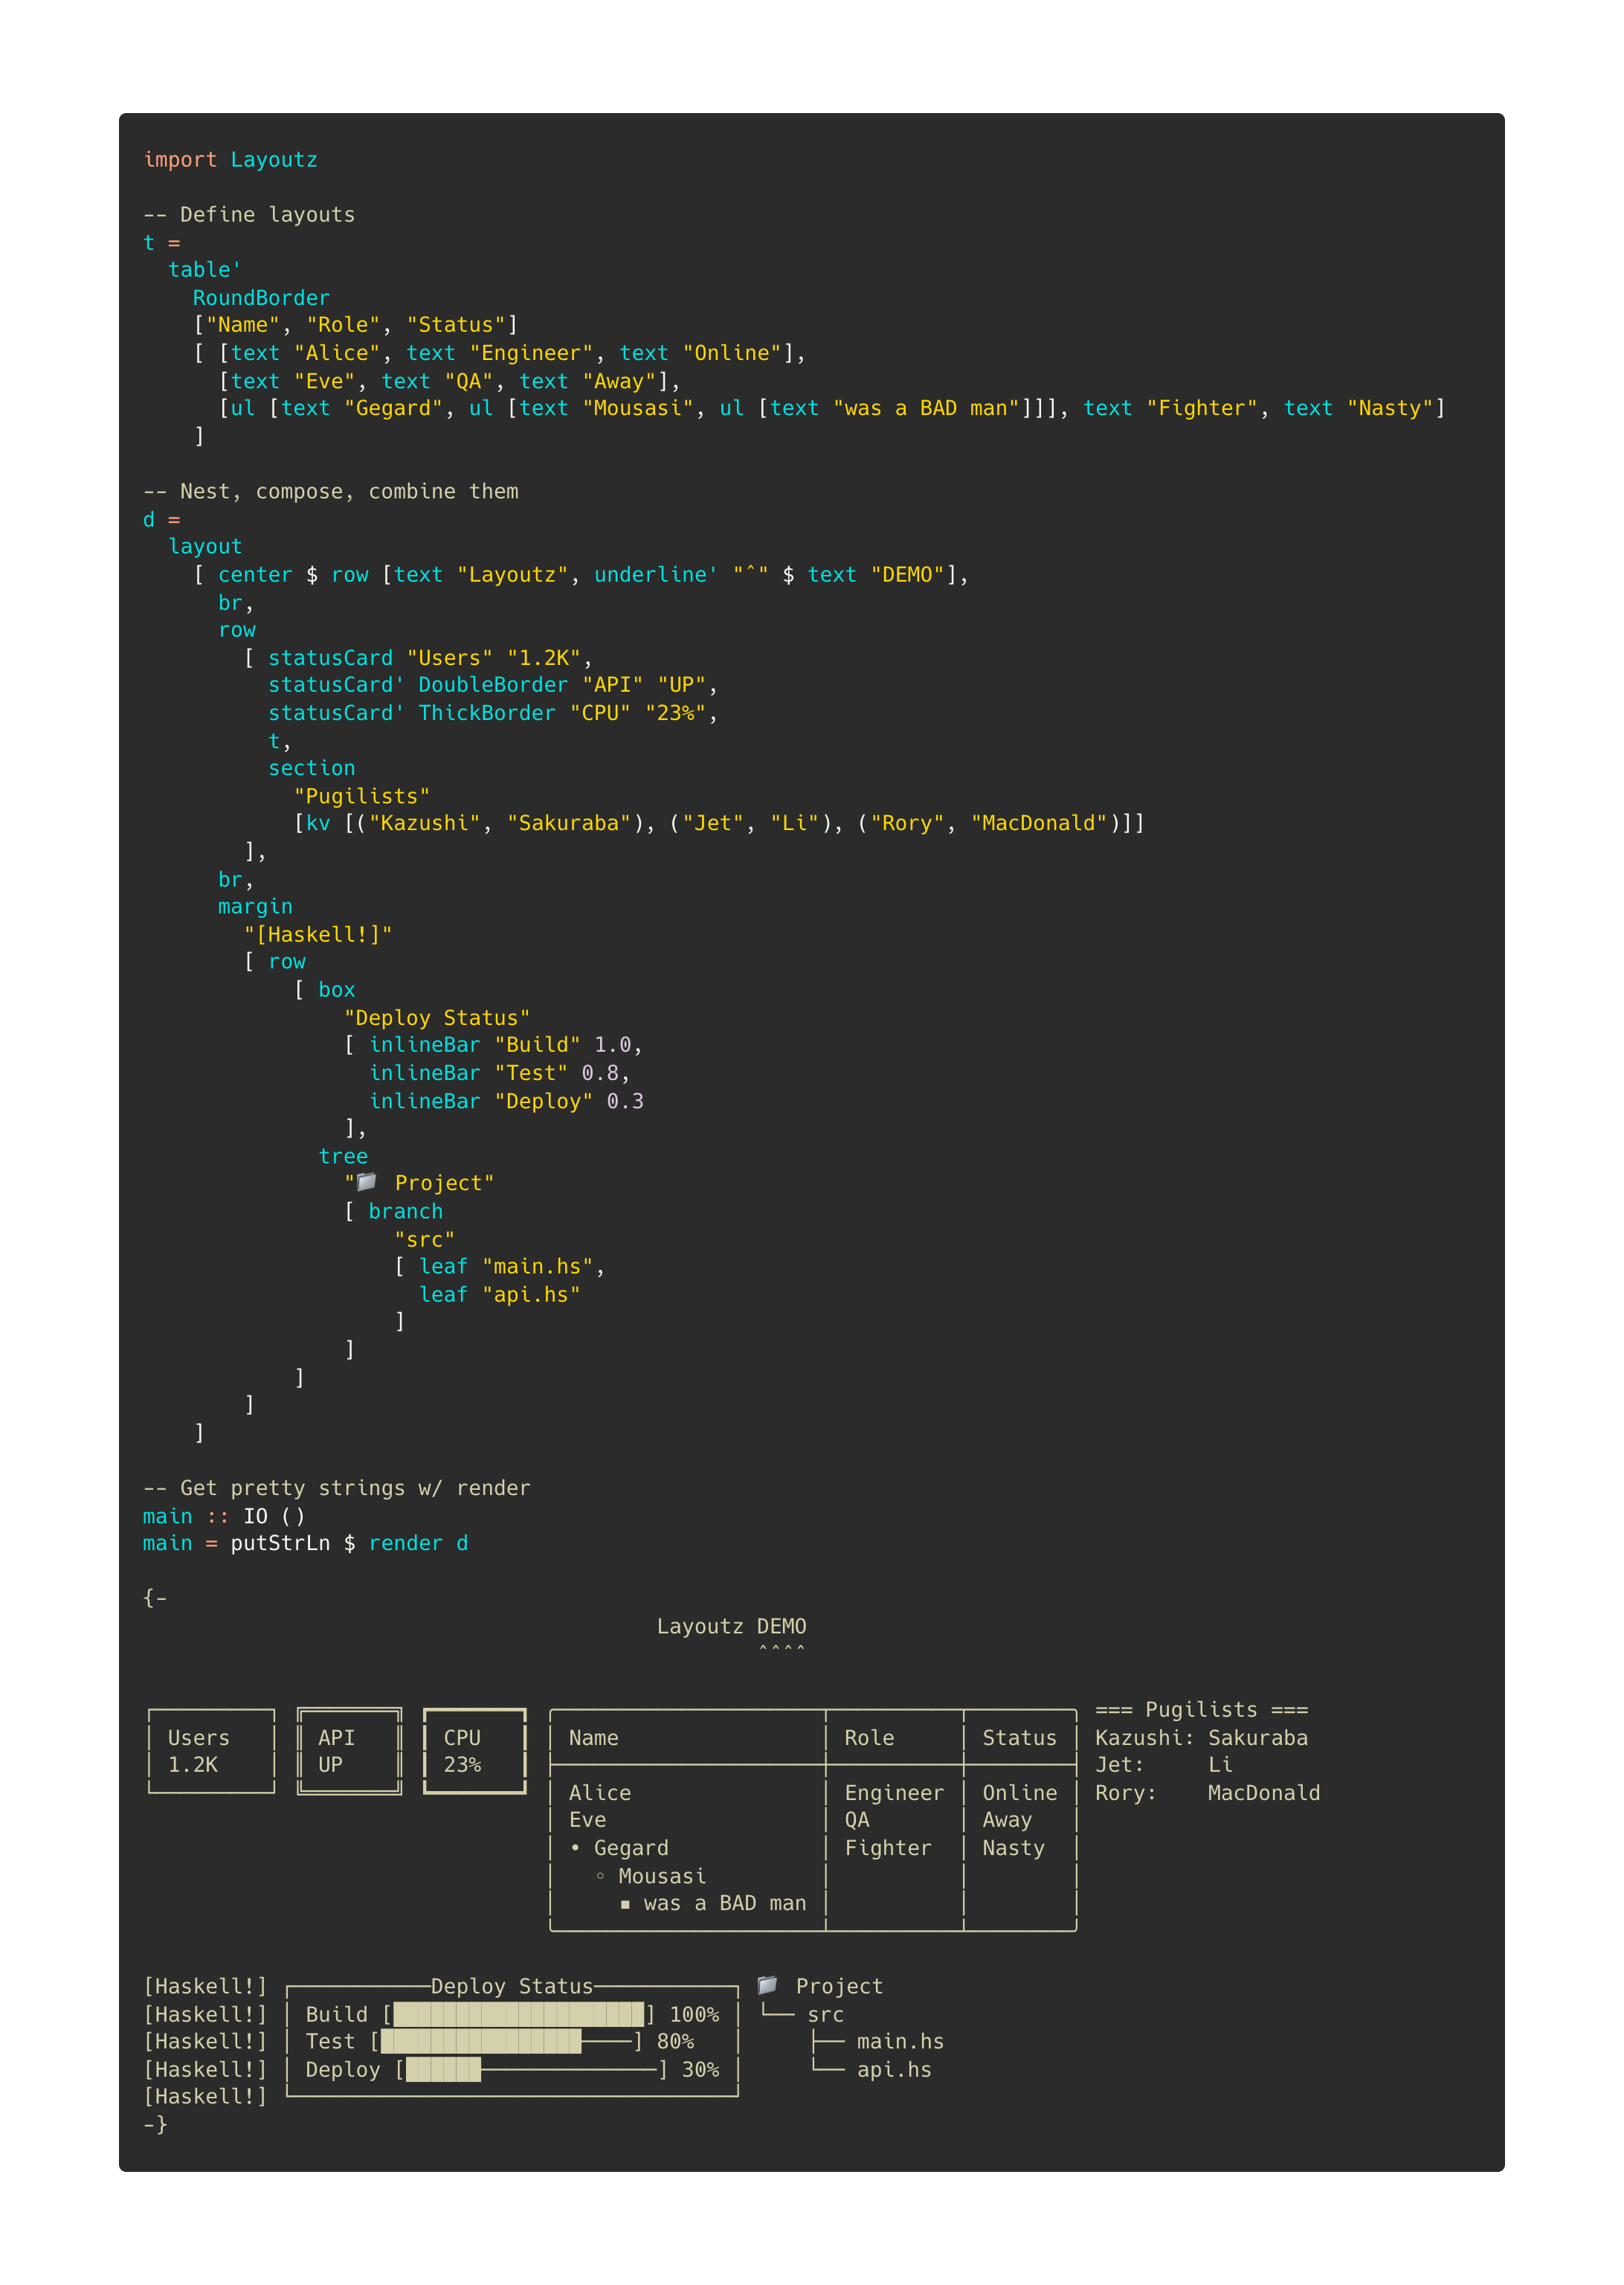 import Layoutz

-- Define layouts
t =
  table'
    RoundBorder
    ["Name", "Role", "Status"]
    [ [text "Alice", text "Engineer", text "Online"],
      [text "Eve", text "QA", text "Away"],
      [ul [text "Gegard", ul [text "Mousasi", ul [text "was a BAD man"]]], text "Fighter", text "Nasty"]
    ]

-- Nest, compose, combine them
d =
  layout
    [ center $ row [text "Layoutz", underline' "ˆ" $ text "DEMO"],
      br,
      row
        [ statusCard "Users" "1.2K",
          statusCard' DoubleBorder "API" "UP",
          statusCard' ThickBorder "CPU" "23%",
          t,
          section
            "Pugilists"
            [kv [("Kazushi", "Sakuraba"), ("Jet", "Li"), ("Rory", "MacDonald")]]
        ],
      br,
      margin
        "[Haskell!]"
        [ row
            [ box
                "Deploy Status"
                [ inlineBar "Build" 1.0,
                  inlineBar "Test" 0.8,
                  inlineBar "Deploy" 0.3
                ],
              tree
                "📁 Project"
                [ branch
                    "src"
                    [ leaf "main.hs",
                      leaf "api.hs"
                    ]
                ]
            ]
        ]
    ]

-- Get pretty strings w/ render
main :: IO ()
main = putStrLn $ render d

{-
                                         Layoutz DEMO
                                                 ˆˆˆˆ

┌─────────┐ ╔═══════╗ ┏━━━━━━━┓ ╭─────────────────────┬──────────┬────────╮ === Pugilists ===
│ Users   │ ║ API   ║ ┃ CPU   ┃ │ Name                │ Role     │ Status │ Kazushi: Sakuraba
│ 1.2K    │ ║ UP    ║ ┃ 23%   ┃ ├─────────────────────┼──────────┼────────┤ Jet:     Li
└─────────┘ ╚═══════╝ ┗━━━━━━━┛ │ Alice               │ Engineer │ Online │ Rory:    MacDonald
                                │ Eve                 │ QA       │ Away   │
                                │ • Gegard            │ Fighter  │ Nasty  │
                                │   ◦ Mousasi         │          │        │
                                │     ▪ was a BAD man │          │        │
                                ╰─────────────────────┴──────────┴────────╯

[Haskell!] ┌───────────Deploy Status───────────┐ 📁 Project
[Haskell!] │ Build [████████████████████] 100% │ └── src
[Haskell!] │ Test [████████████████────] 80%   │     ├── main.hs
[Haskell!] │ Deploy [██████──────────────] 30% │     └── api.hs
[Haskell!] └───────────────────────────────────┘
-}